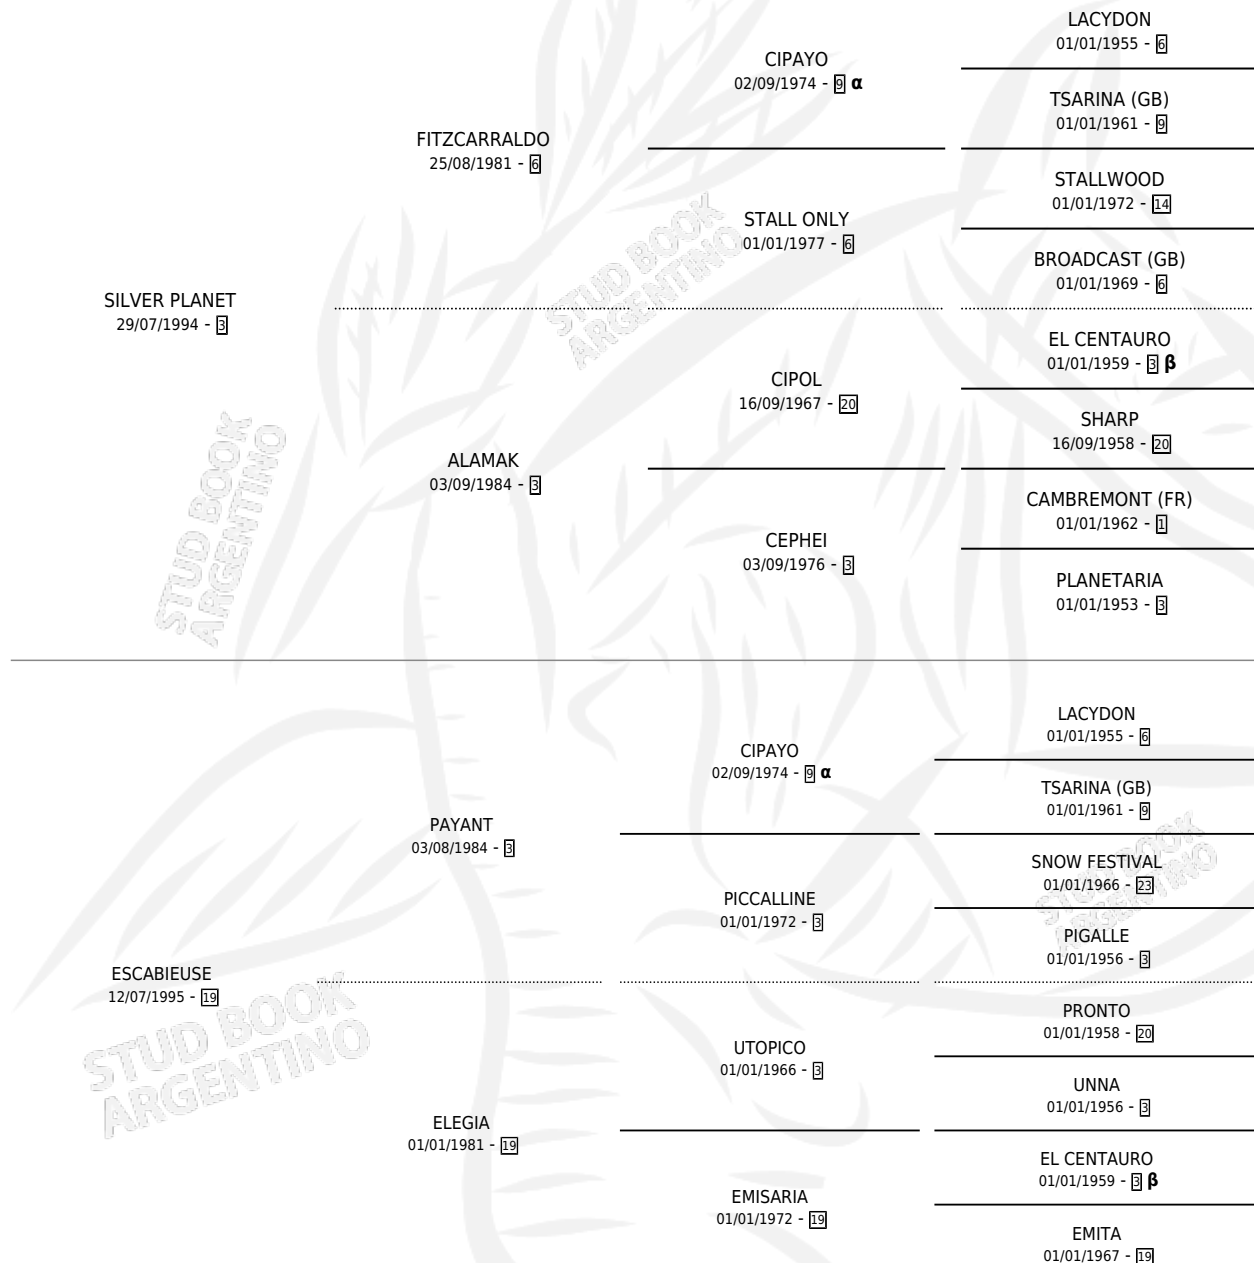 LACYDON
01/01/1955 - 6
CIPAYO
02/09/1974 - 9 α
TSARINA (GB)
01/01/1961 - 9
FITZCARRALDO
25/08/1981 - 6
STALLWOOD
01/01/1972 - 14
STALL ONLY
01/01/1977 - 6
BROADCAST (GB)
01/01/1969 - 6
SILVER PLANET
29/07/1994 - 3
EL CENTAURO
01/01/1959 - 3 β
CIPOL
16/09/1967 - 20
SHARP
16/09/1958 - 20
ALAMAK
03/09/1984 - 3
CAMBREMONT (FR)
01/01/1962 - 1
CEPHEI
03/09/1976 - 3
PLANETARIA
01/01/1953 - 3
STUD BOOK
ARGENTINO
STUD BOOK
ARGENTINO
LACYDON
01/01/1955 - 6
CIPAYO
02/09/1974 - 9 α
TSARINA (GB)
01/01/1961 - 9
PAYANT
03/08/1984 - 3
SNOW FESTIVAL
01/01/1966 - 23
PICCALLINE
01/01/1972 - 3
PIGALLE
01/01/1956 - 3
ESCABIEUSE
12/07/1995 - 19
PRONTO
01/01/1958 - 20
UTOPICO
01/01/1966 - 3
UNNA
01/01/1956 - 3
ELEGIA
01/01/1981 - 19
EL CENTAURO
01/01/1959 - 3 β
EMISARIA
01/01/1972 - 19
EMITA
01/01/1967 - 19
STUD BOOK
ARGENTINO
STUD BOOK
ARGENTINO